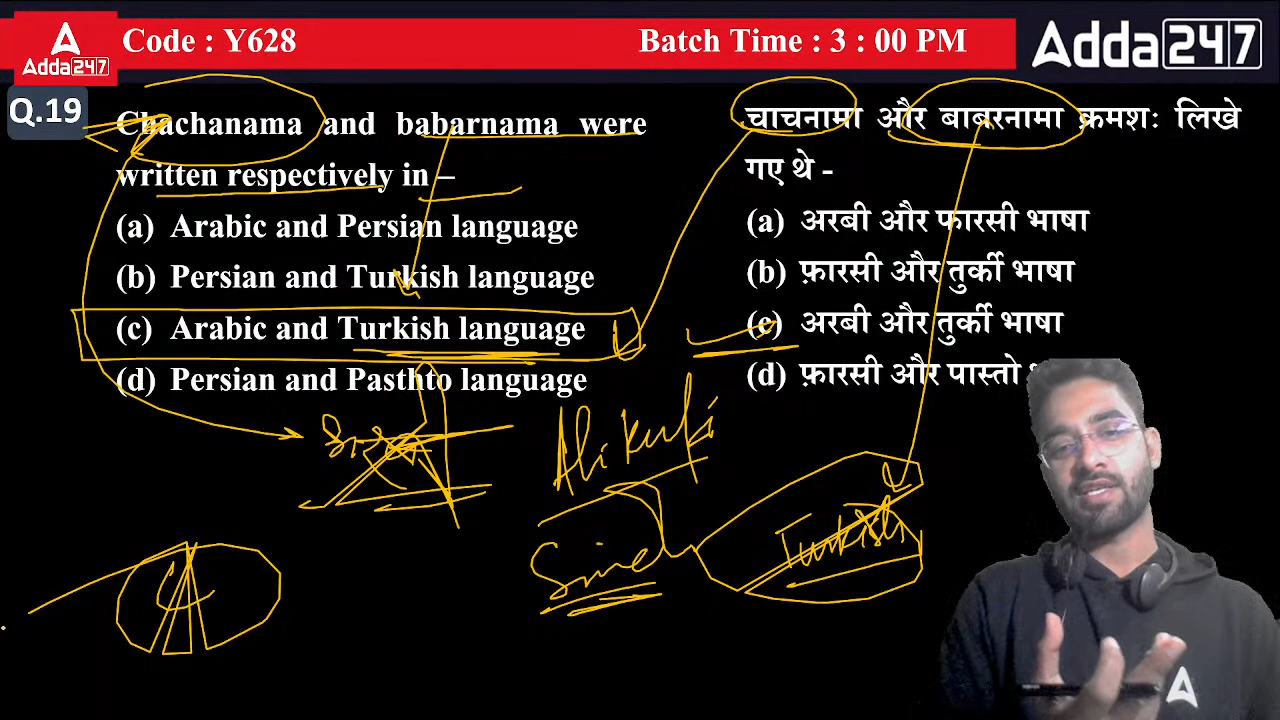 Adda247
Code : Y628
Batch Time : 3 : 00 PM
Adda247
Q.19
Chachanama and babarnama were
written respectively in –
(a) Arabic and Persian language
(b) Persian and Turkish language
(c) Arabic and Turkish language
(d) Persian and Pasthto language
चाचनामा और बाबरनामा क्रमशः लिखे
गए थे -
(a) अरबी और फारसी भाषा
(b) फ़ारसी और तुर्की भाषा
(c) अरबी और तुर्की भाषा
(d) फ़ारसी और पास्तो
Ali Kufi
Turkish